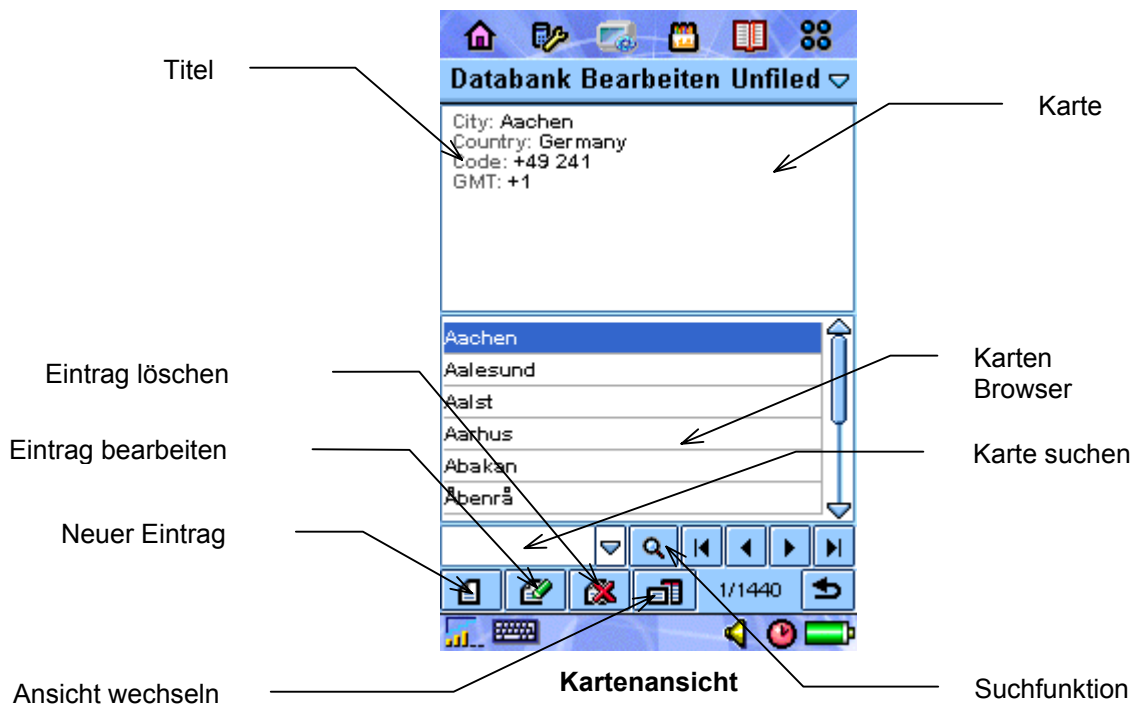 Titel
Databank Bearbeiten Unfiled
Karte
City: Aachen
Country: Germany
Code: +49 241
GMT: +1
Aachen
Aalesund
Aalst
Aarhus
Abakan
Åbenrå
Eintrag löschen
Karten
Browser
Eintrag bearbeiten
Karte suchen
Neuer Eintrag
1/1440
Ansicht wechseln
Kartenansicht
Suchfunktion